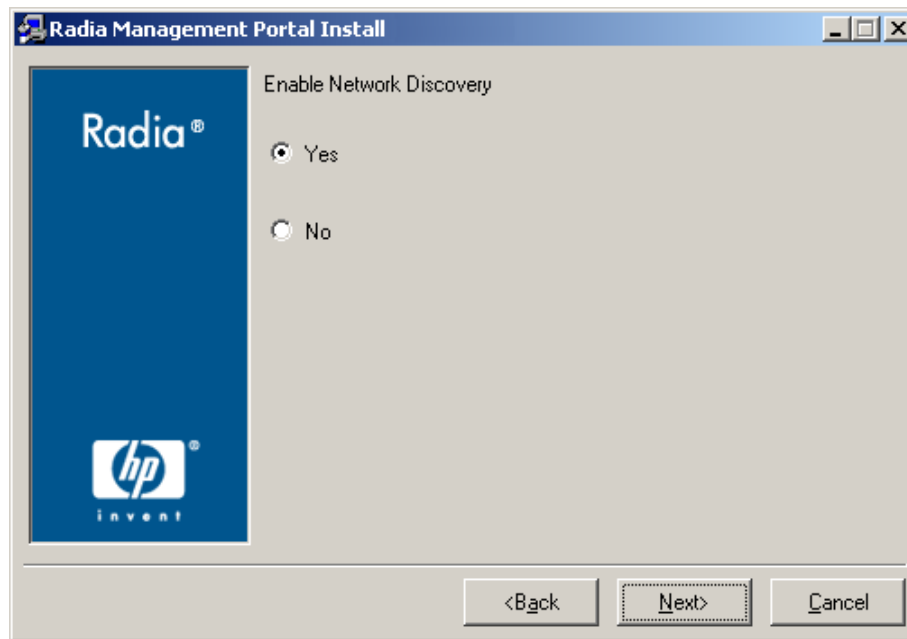 Radia Management Portal Install
Enable Network Discovery
Radia®
Yes
No
hp®
invent
<Back
Next>
Cancel